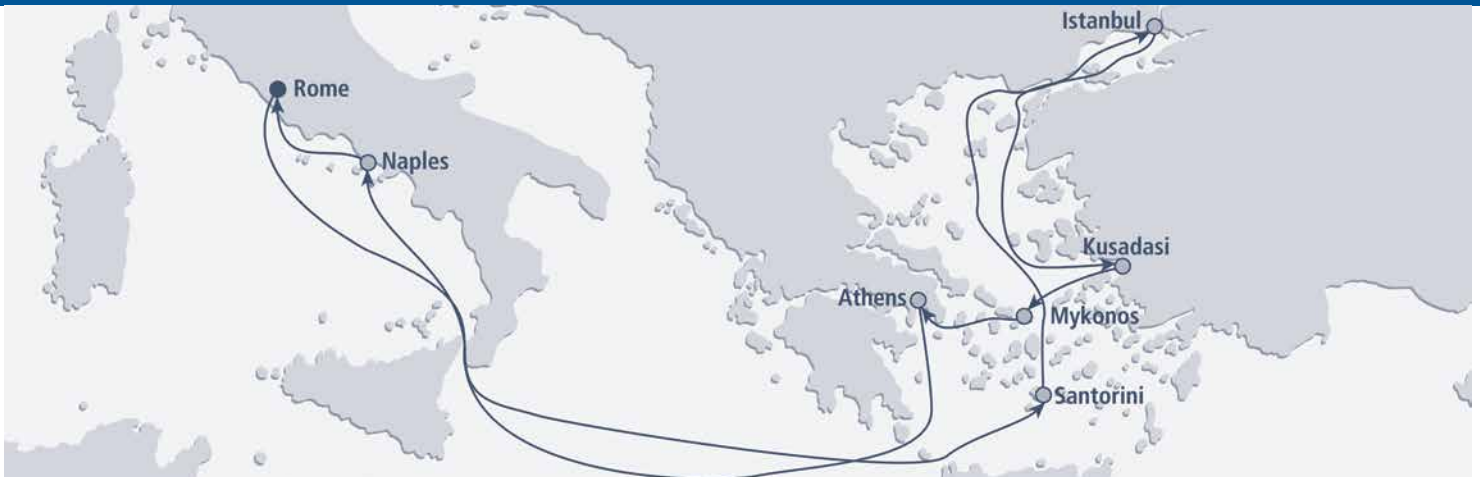 Istanbul
Rome
Naples
Kusadasi
Athens
Mykonos
Santorini